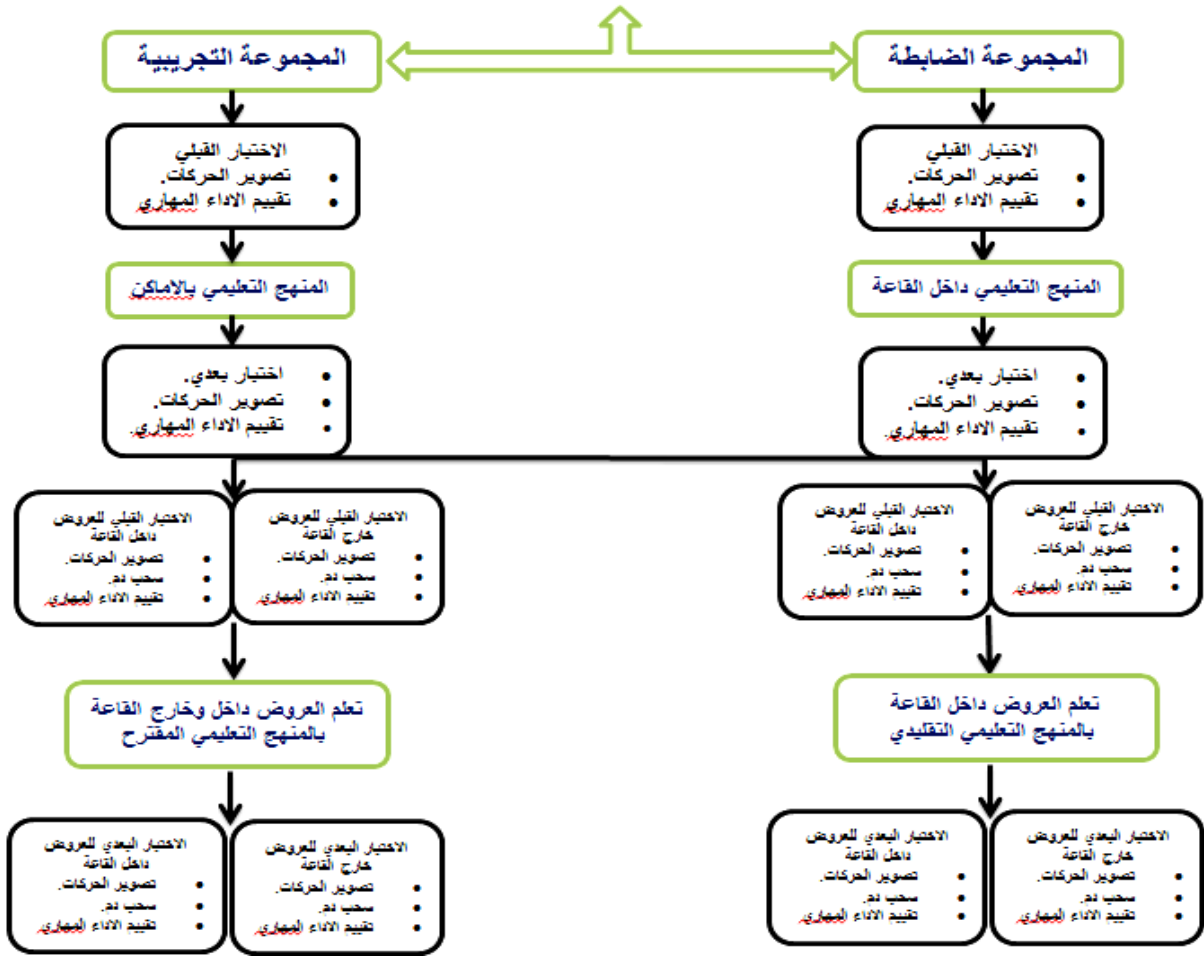 المجموعة الضابطة
المجموعة التجريبية
الاختبار القبلي
• تصوير الحركات.
• تقييم الاداء المهاري
الاختبار القبلي
• تصوير الحركات.
• تقييم الاداء المهاري
المنهج التعليمي داخل القاعة
المنهج التعليمي بالاماكن
• اختبار بعدي.
• تصوير الحركات.
• تقييم الاداء المهاري.
• اختبار بعدي.
• تصوير الحركات.
• تقييم الاداء المهاري.
الاختبار القبلي للعروض
خارج القاعة
• تصوير الحركات.
• سحب دم.
• تقييم الاداء المهاري
الاختبار القبلي للعروض
داخل القاعة
• تصوير الحركات.
• سحب دم.
• تقييم الاداء المهاري
الاختبار القبلي للعروض
خارج القاعة
• تصوير الحركات.
• سحب دم.
• تقييم الاداء المهاري
الاختبار القبلي للعروض
داخل القاعة
• تصوير الحركات.
• سحب دم.
• تقييم الاداء المهاري
تعلم العروض داخل القاعة
بالمنهج التعليمي التقليدي
تعلم العروض داخل وخارج القاعة
بالمنهج التعليمي المقترح
الاختبار البعدي للعروض
خارج القاعة
• تصوير الحركات.
• سحب دم.
• تقييم الاداء المهاري
الاختبار البعدي للعروض
داخل القاعة
• تصوير الحركات.
• سحب دم.
• تقييم الاداء المهاري
الاختبار البعدي للعروض
خارج القاعة
• تصوير الحركات.
• سحب دم.
• تقييم الاداء المهاري
الاختبار البعدي للعروض
داخل القاعة
• تصوير الحركات.
• سحب دم.
• تقييم الاداء المهاري